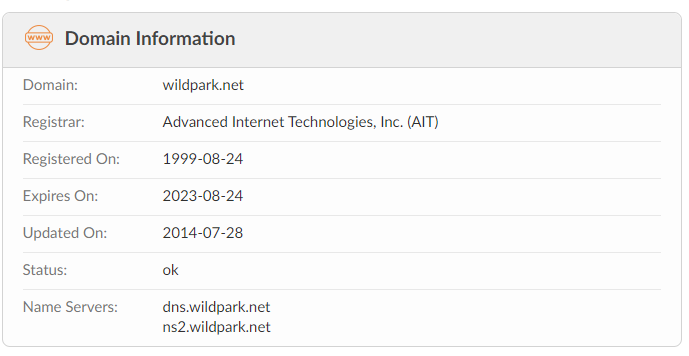 www Domain Information
Domain: wildpark.net
Registrar: Advanced Internet Technologies, Inc. (AIT)
Registered On: 1999-08-24
Expires On: 2023-08-24
Updated On: 2014-07-28
Status: ok
Name Servers: dns.wildpark.net
ns2.wildpark.net